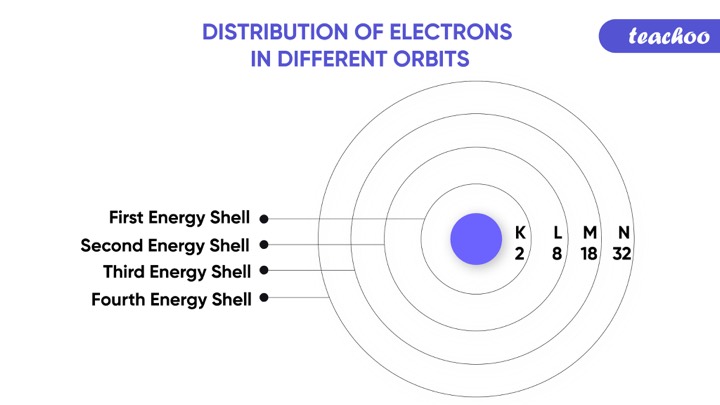 DISTRIBUTION OF ELECTRONS
IN DIFFERENT ORBITS
teachoo
First Energy Shell
Second Energy Shell
Third Energy Shell
Fourth Energy Shell
K L M N
2 8 18 32